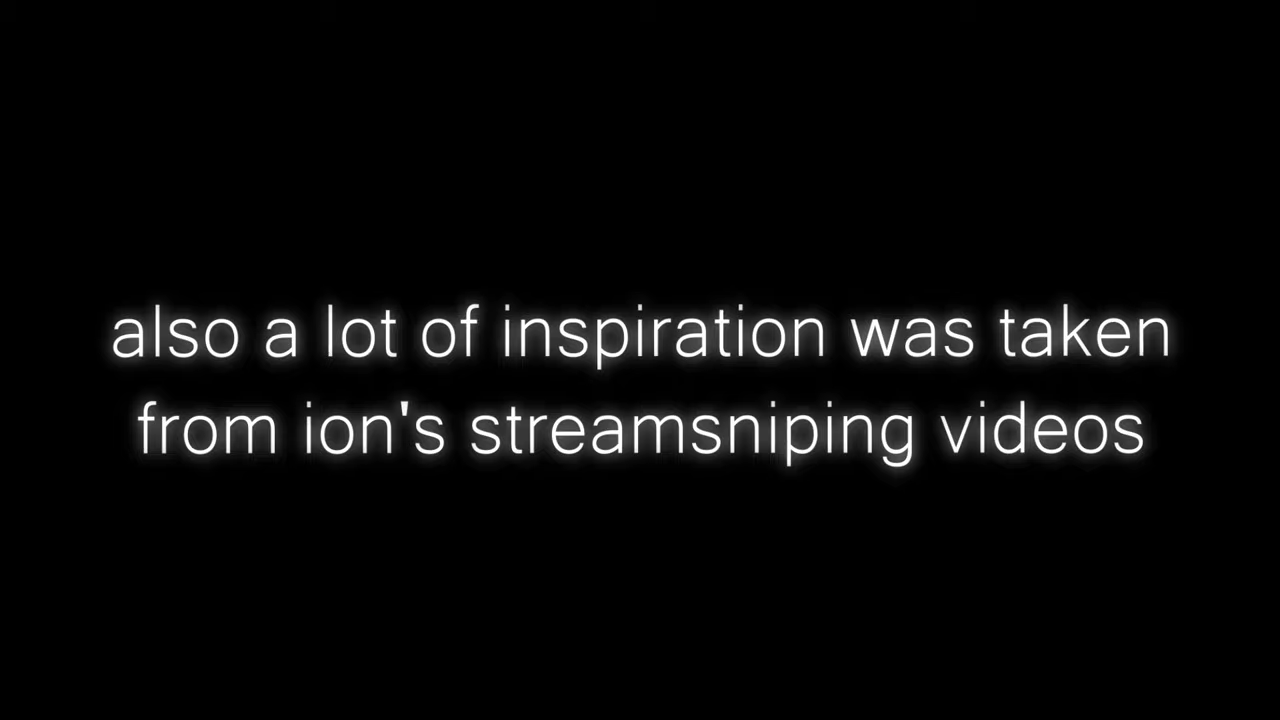 also a lot of inspiration was taken
from ion's streamsniping videos